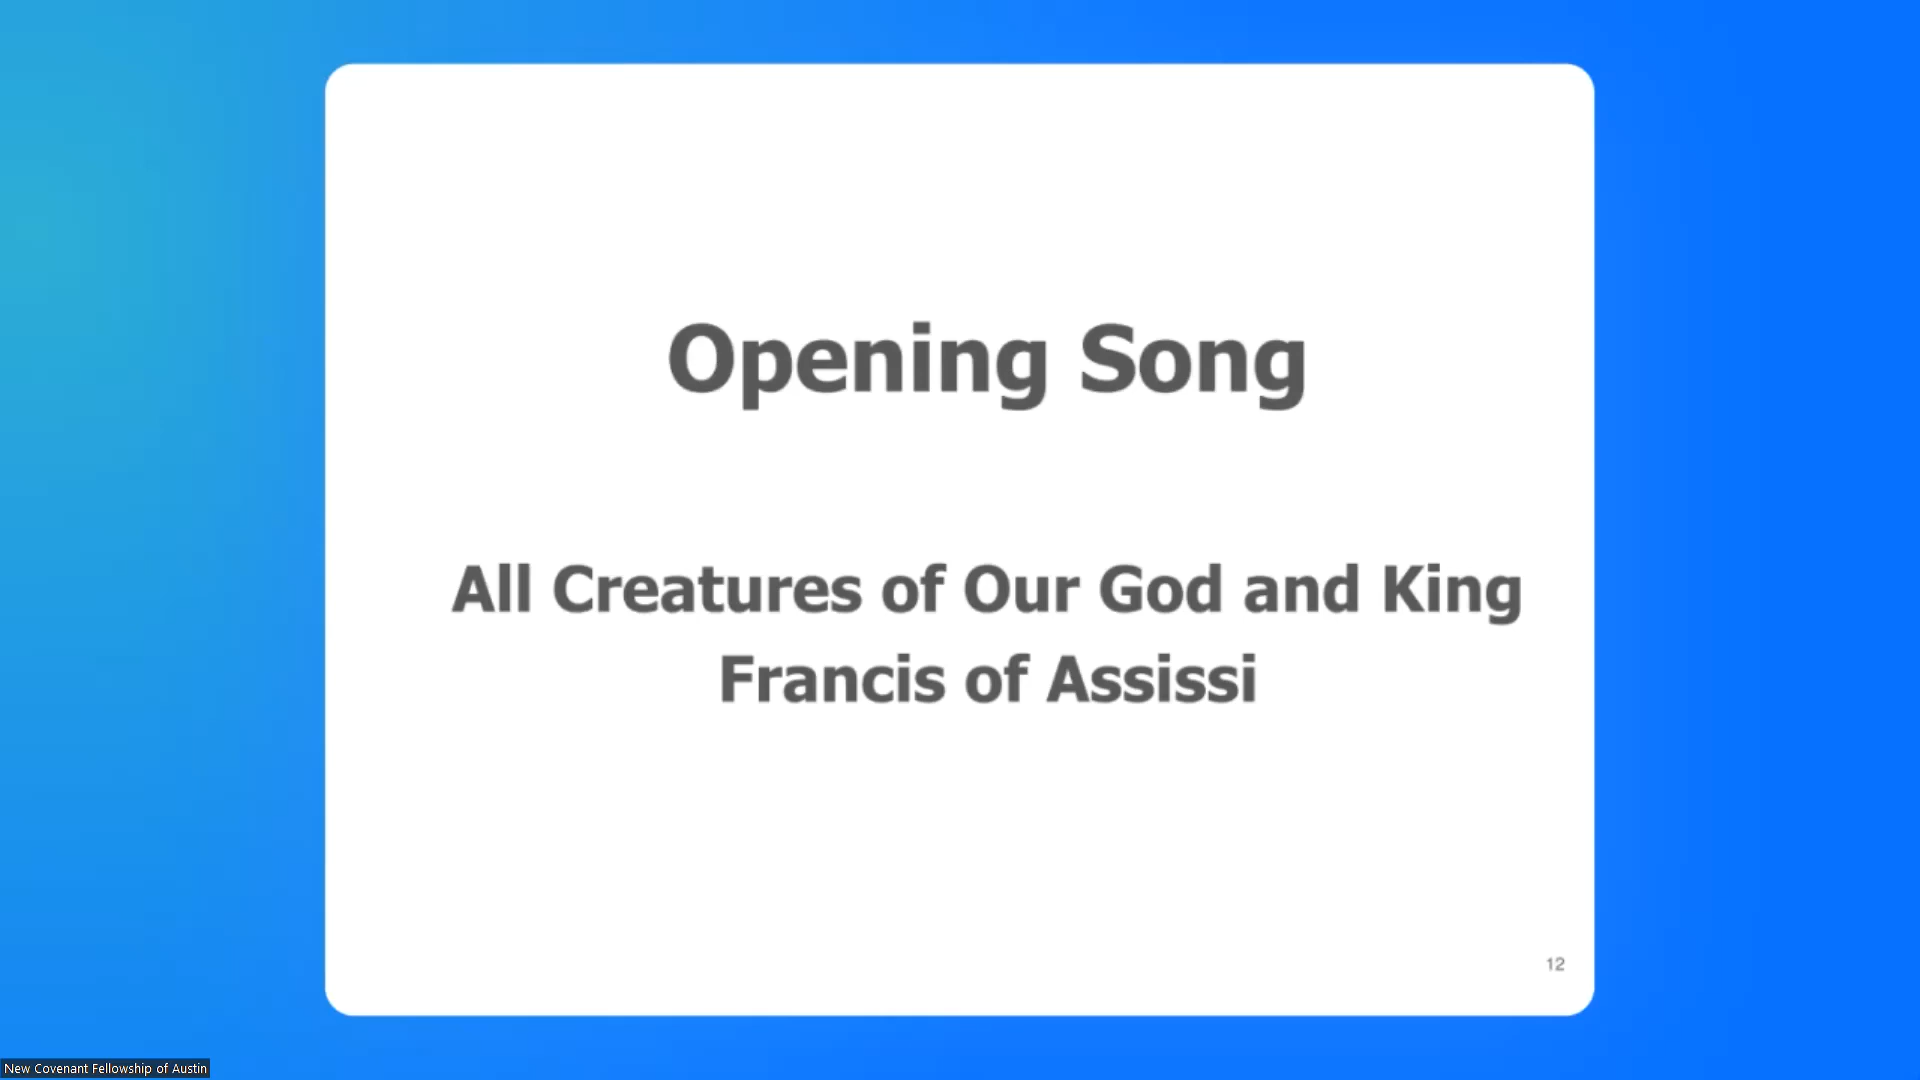 Opening Song
All Creatures of Our God and King
Francis of Assissi
12
New Covenant Fellowship of Austin